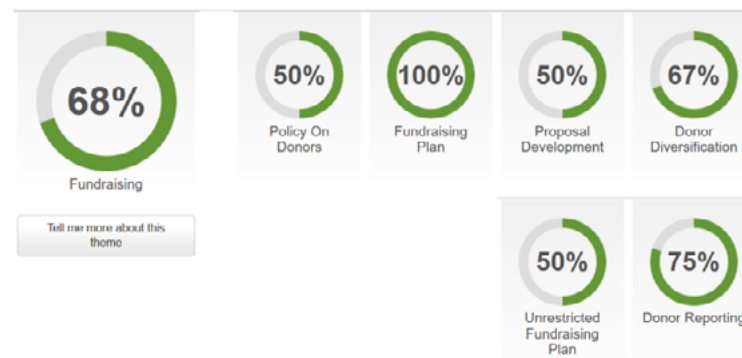 68%
Fundraising
Tell me more about this
theme
50%
Policy On
Donors
100%
Fundraising
Plan
50%
Proposal
Development
67%
Donor
Diversification
50%
Unrestricted
Fundraising
Plan
75%
Donor Reporting